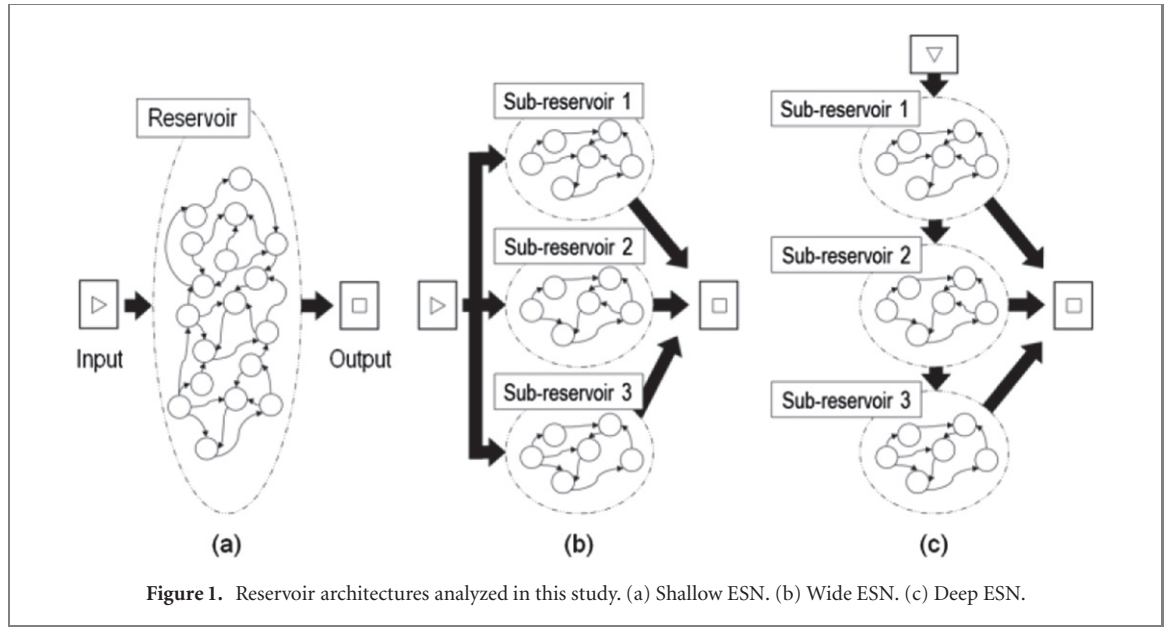 Reservoir
Input
Output
(a)
Sub-reservoir 1
Sub-reservoir 2
Sub-reservoir 3
(b)
Sub-reservoir 1
Sub-reservoir 2
Sub-reservoir 3
(c)
Figure 1. Reservoir architectures analyzed in this study. (a) Shallow ESN. (b) Wide ESN. (c) Deep ESN.